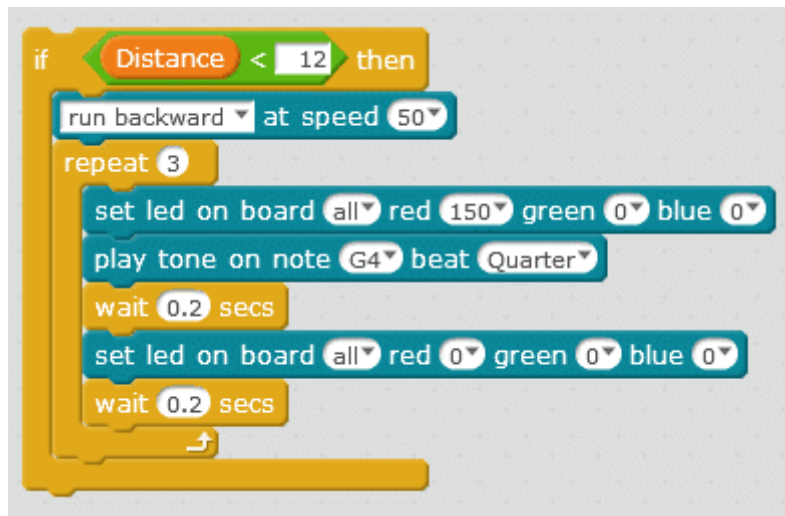 if Distance < 12 then
run backward at speed 50
repeat 3
set led on board all red 150 green 0 blue 0
play tone on note G4 beat Quarter
wait 0.2 secs
set led on board all red 0 green 0 blue 0
wait 0.2 secs